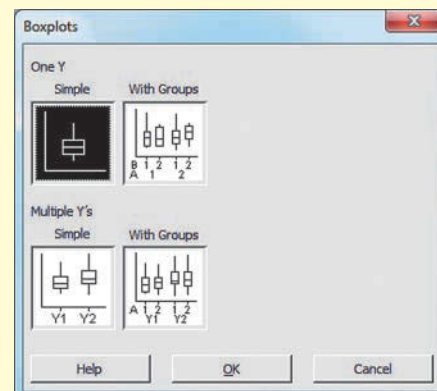 Boxplots
One Y
Simple With Groups
B 1 2 1 2
A 1 2
Multiple Y's
Simple With Groups
Y1 Y2
A 1 2 1 2
Y1 Y2
Help OK Cancel